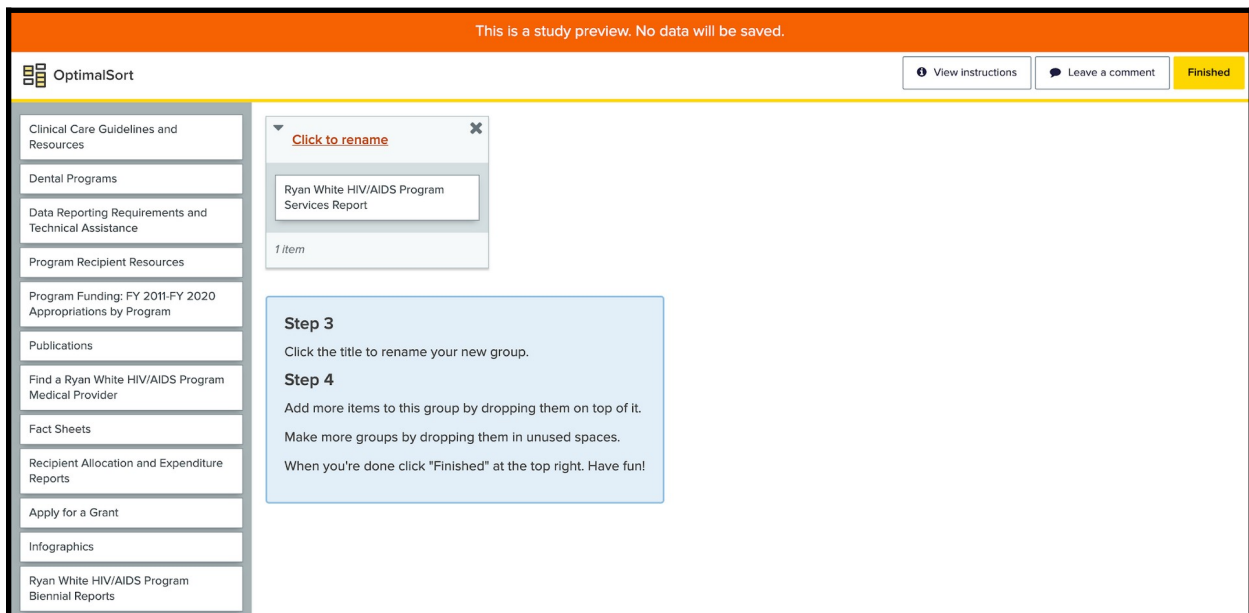 This is a study preview. No data will be saved.
OptimalSort
View instructions
Leave a comment
Finished
Clinical Care Guidelines and
Resources
Dental Programs
Data Reporting Requirements and
Technical Assistance
Program Recipient Resources
Program Funding: FY 2011-FY 2020
Appropriations by Program
Publications
Find a Ryan White HIV/AIDS Program
Medical Provider
Fact Sheets
Recipient Allocation and Expenditure
Reports
Apply for a Grant
Infographics
Ryan White HIV/AIDS Program
Biennial Reports
Click to rename
Ryan White HIV/AIDS Program
Services Report
1 item
Step 3
Click the title to rename your new group.
Step 4
Add more items to this group by dropping them on top of it.
Make more groups by dropping them in unused spaces.
When you're done click "Finished" at the top right. Have fun!